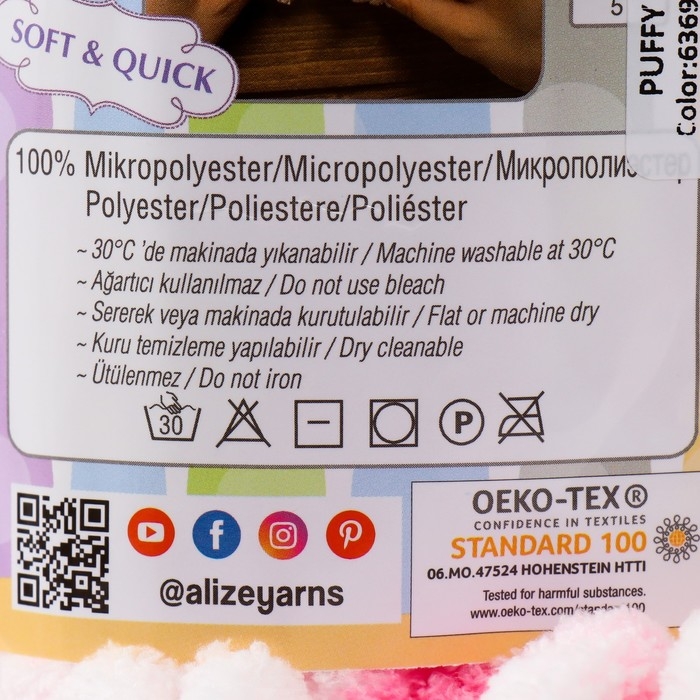 SOFT & QUICK
5
PUFFY
Color:6369
100% Mikropolyester/Micropolyester/Микрополиэстер
Polyester/Poliestere/Poliéster
~ 30°C 'de makinada yıkanabilir / Machine washable at 30°C
~ Ağartıcı kullanılmaz / Do not use bleach
~ Sererek veya makinada kurutulabilir / Flat or machine dry
~ Kuru temizleme yapılabilir / Dry cleanable
~ Ütülenmez / Do not iron
30
P
@alizeyarns
OEKO-TEX®
CONFIDENCE IN TEXTILES
STANDARD 100
06.MO.47524 HOHENSTEIN HTTI
Tested for harmful substances.
www.oeko-tex.com/standard100